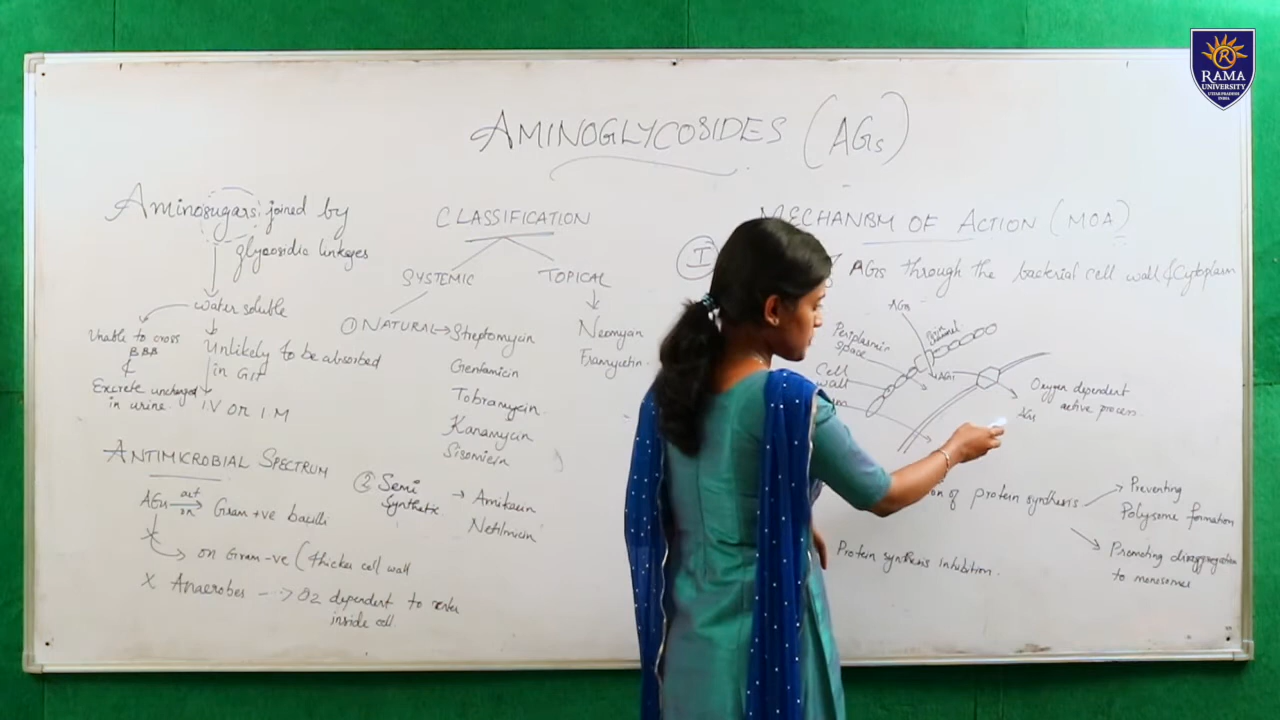 RAMA
UNIVERSITY
UTTAR PRADESH
INDIA
AMINOGLYCOSIDES (AGs)
Aminosugars joined by
glycosidic linkages
water soluble
Unable to cross
BBB
&
Excrete unchanged
in urine.
Unlikely to be absorbed
in GIT
I.V OR I.M
ANTIMICROBIAL SPECTRUM
AGs act on Gram +ve bacilli
X on Gram -ve (thicker cell wall
X Anaerobes --> O2 dependent to enter
inside cell
CLASSIFICATION
SYSTEMIC
TOPICAL
① NATURAL → Streptomycin
Gentamicin
Tobramycin
Kanamycin
Sisomicin
② Semi
Synthetic → Amikacin
Netilmicin
Neomycin
Framycetin
MECHANISM OF ACTION (MOA)
I
AGs through the bacterial cell wall & Cytoplasm
AGs
Periplasmic
space
Cell
wall
AGs
Oxygen dependent
active process
of protein synthesis
Preventing
Polysome formation
Promoting disaggregation
to monosomes
Protein synthesis inhibition.